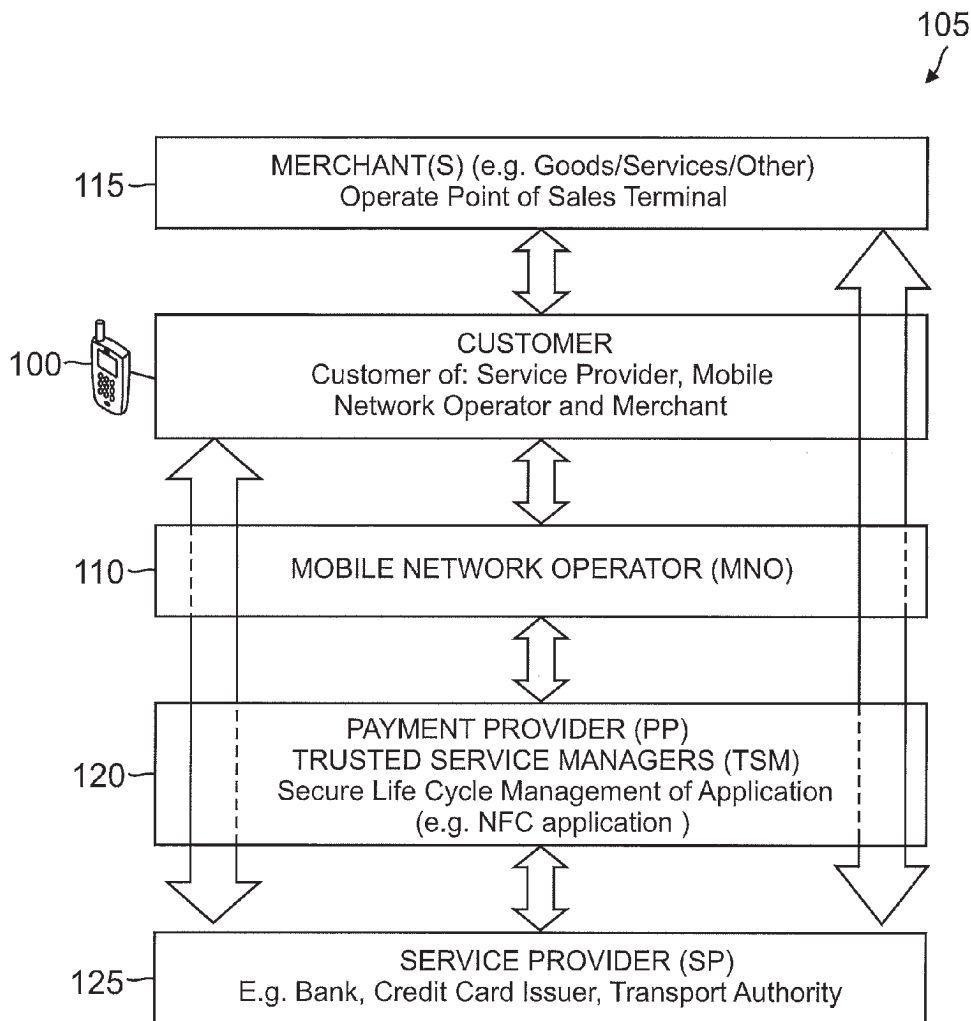 105
115
MERCHANT(S) (e.g. Goods/Services/Other)
Operate Point of Sales Terminal
100
CUSTOMER
Customer of: Service Provider, Mobile
Network Operator and Merchant
110
MOBILE NETWORK OPERATOR (MNO)
120
PAYMENT PROVIDER (PP)
TRUSTED SERVICE MANAGERS (TSM)
Secure Life Cycle Management of Application
(e.g. NFC application )
125
SERVICE PROVIDER (SP)
E.g. Bank, Credit Card Issuer, Transport Authority